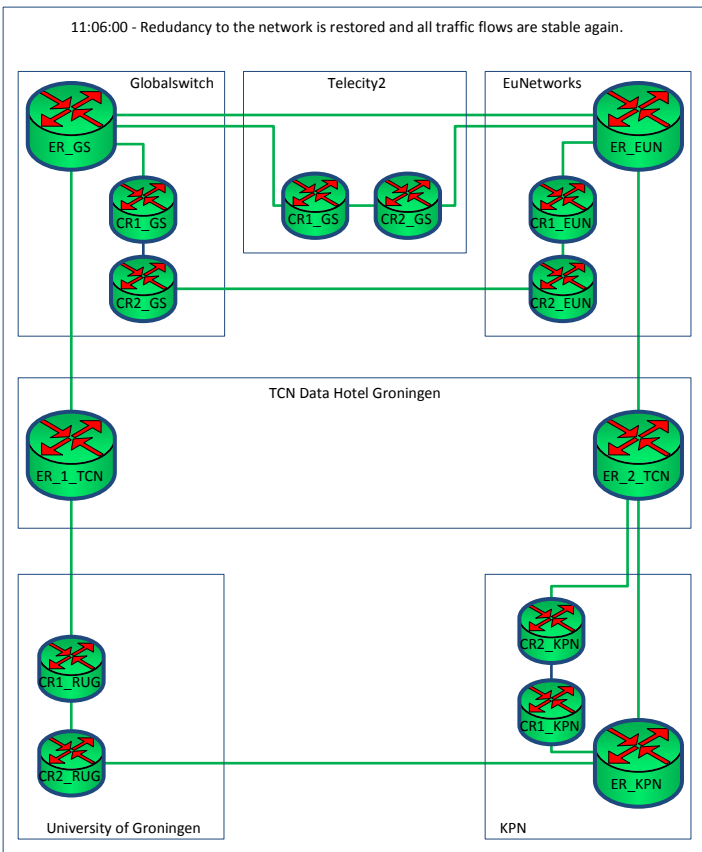 11:06:00 - Redudancy to the network is restored and all traffic flows are stable again.
Globalswitch
Telecity2
EuNetworks
ER_GS
ER_EUN
CR1_GS
CR1_GS
CR2_GS
CR1_EUN
CR2_GS
CR2_EUN
TCN Data Hotel Groningen
ER_1_TCN
ER_2_TCN
CR2_KPN
CR1_RUG
CR1_KPN
CR2_RUG
ER_KPN
University of Groningen
KPN